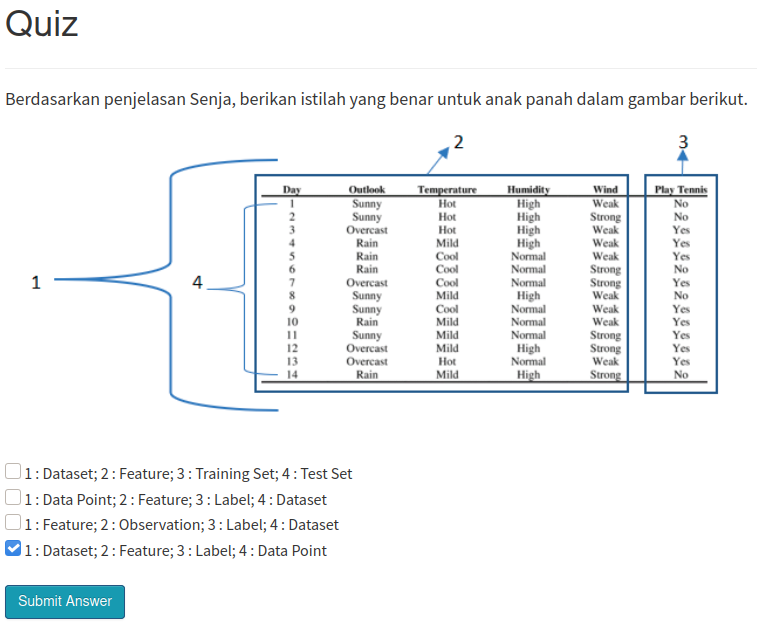 Quiz
Berdasarkan penjelasan Senja, berikan istilah yang benar untuk anak panah dalam gambar berikut.
2
3
Day Outlook Temperature Humidity Wind Play Tennis
1 Sunny Hot High Weak No
2 Sunny Hot High Strong No
3 Overcast Hot High Weak Yes
4 Rain Mild High Weak Yes
5 Rain Cool Normal Weak Yes
6 Rain Cool Normal Strong No
7 Overcast Cool Normal Strong Yes
8 Sunny Mild High Weak No
9 Sunny Cool Normal Weak Yes
10 Rain Mild Normal Weak Yes
11 Sunny Mild Normal Strong Yes
12 Overcast Mild High Strong Yes
13 Overcast Hot Normal Weak Yes
14 Rain Mild High Strong No
1
4
1 : Dataset; 2 : Feature; 3 : Training Set; 4 : Test Set
1 : Data Point; 2 : Feature; 3 : Label; 4 : Dataset
1 : Feature; 2 : Observation; 3 : Label; 4 : Dataset
1 : Dataset; 2 : Feature; 3 : Label; 4 : Data Point
Submit Answer